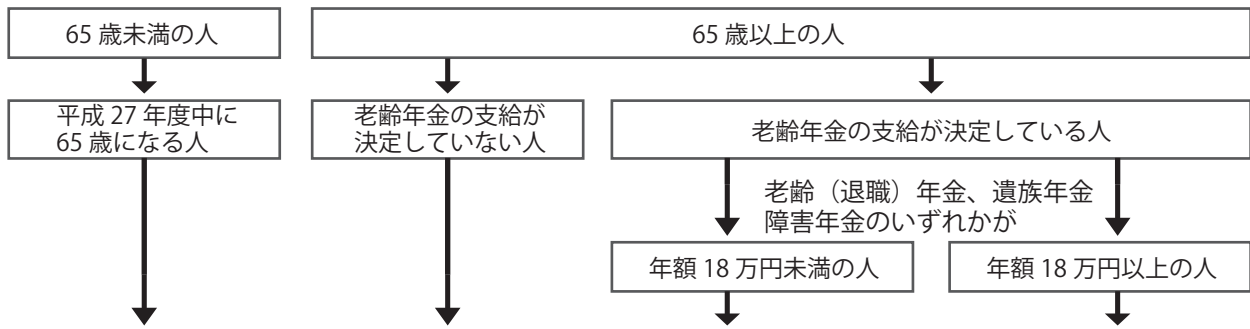 65 歳未満の人
65 歳以上の人
平成 27 年度中に
65 歳になる人
老齢年金の支給が
決定していない人
老齢年金の支給が決定している人
老齢（退職）年金、遺族年金
障害年金のいずれかが
年額 18 万円未満の人
年額 18 万円以上の人